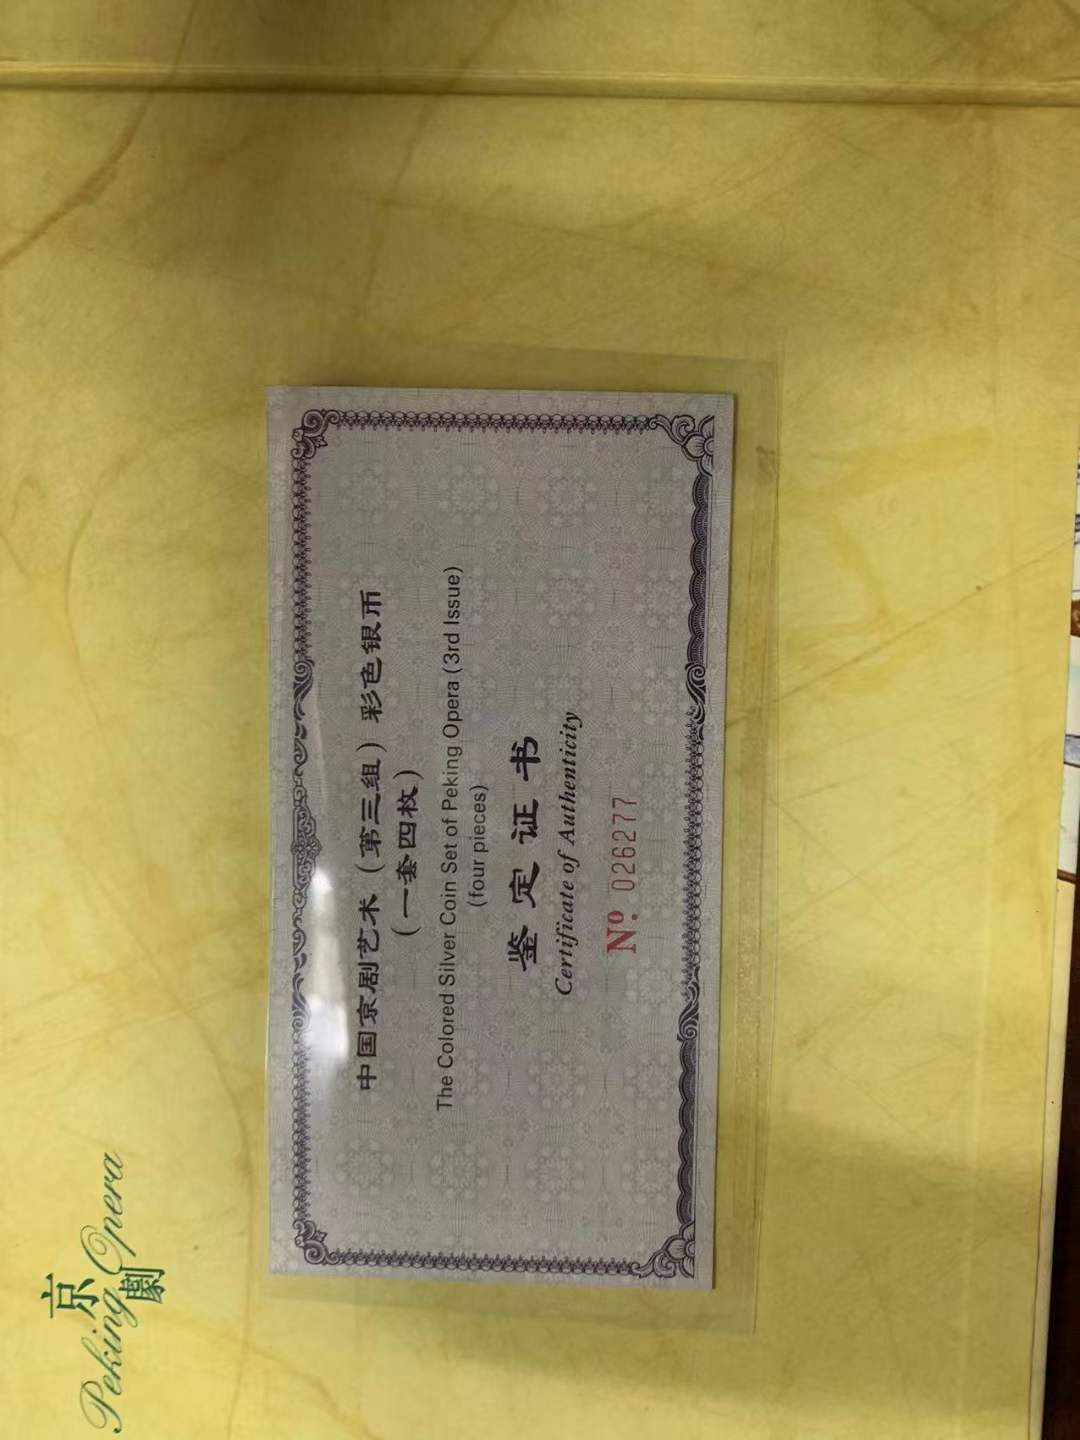 中国京剧艺术（第三组）彩色银币
（一套四枚）
The Colored Silver Coin Set of Peking Opera (3rd Issue)
(four pieces)
鉴定证书
Certificate of Authenticity
Nº. 026277
京劇
Peking Opera